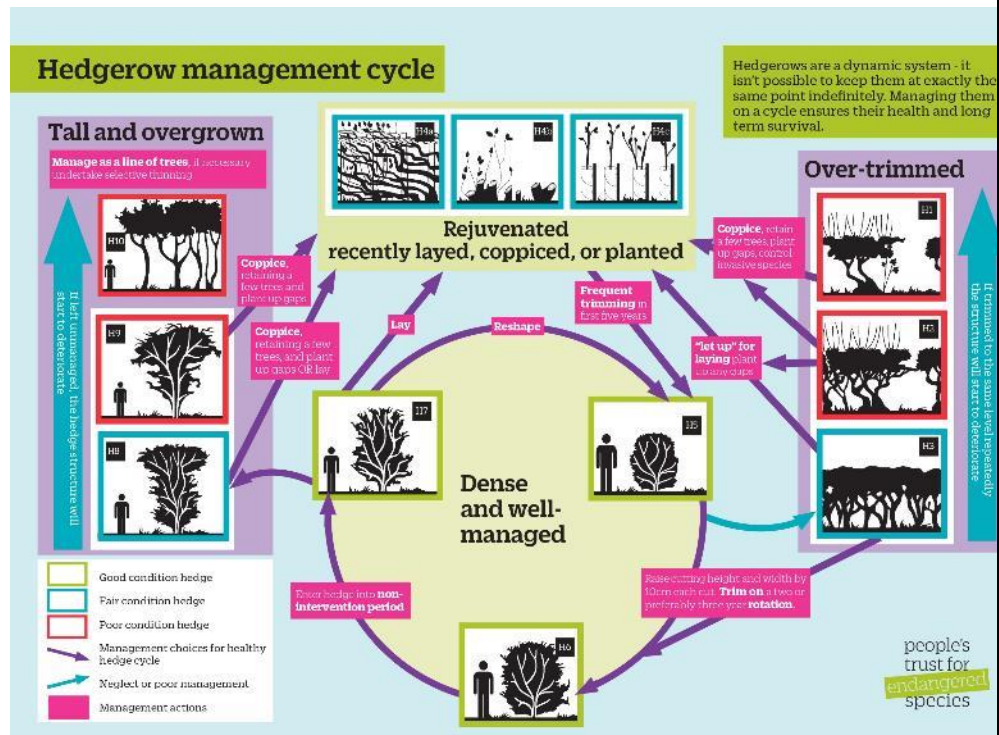 Hedgerow management cycle
Hedgerows are a dynamic system - it
isn't possible to keep them at exactly the
same point indefinitely. Managing them
on a cycle ensures their health and long
term survival.
Tall and overgrown
Manage as a line of trees, if necessary
undertake selective thinning
H10
H9
H8
If left unmanaged, the hedge structure will
start to deteriorate
H4a
H4b
H4c
Rejuvenated
recently layed, coppiced, or planted
Over-trimmed
H1
H2
H3
If trimmed to the same level repeatedly
the structure will start to deteriorate
Coppice,
retaining a
few trees and
plant up gaps
Coppice,
retaining a few
trees, and plant
up gaps OR lay
Lay
Reshape
Frequent
trimming in
first five years
Coppice, retain
a few trees, plant
up gaps, control
invasive species
"let up" for
laying plant
up any gaps
H7
H5
Dense
and well-
managed
Enter hedge into non-
intervention period
Raise cutting height and width by
10cm each cut. Trim on a two or
preferably three year rotation.
H6
Good condition hedge
Fair condition hedge
Poor condition hedge
Management choices for healthy
hedge cycle
Neglect or poor management
Management actions
people's
trust for
endangered
species